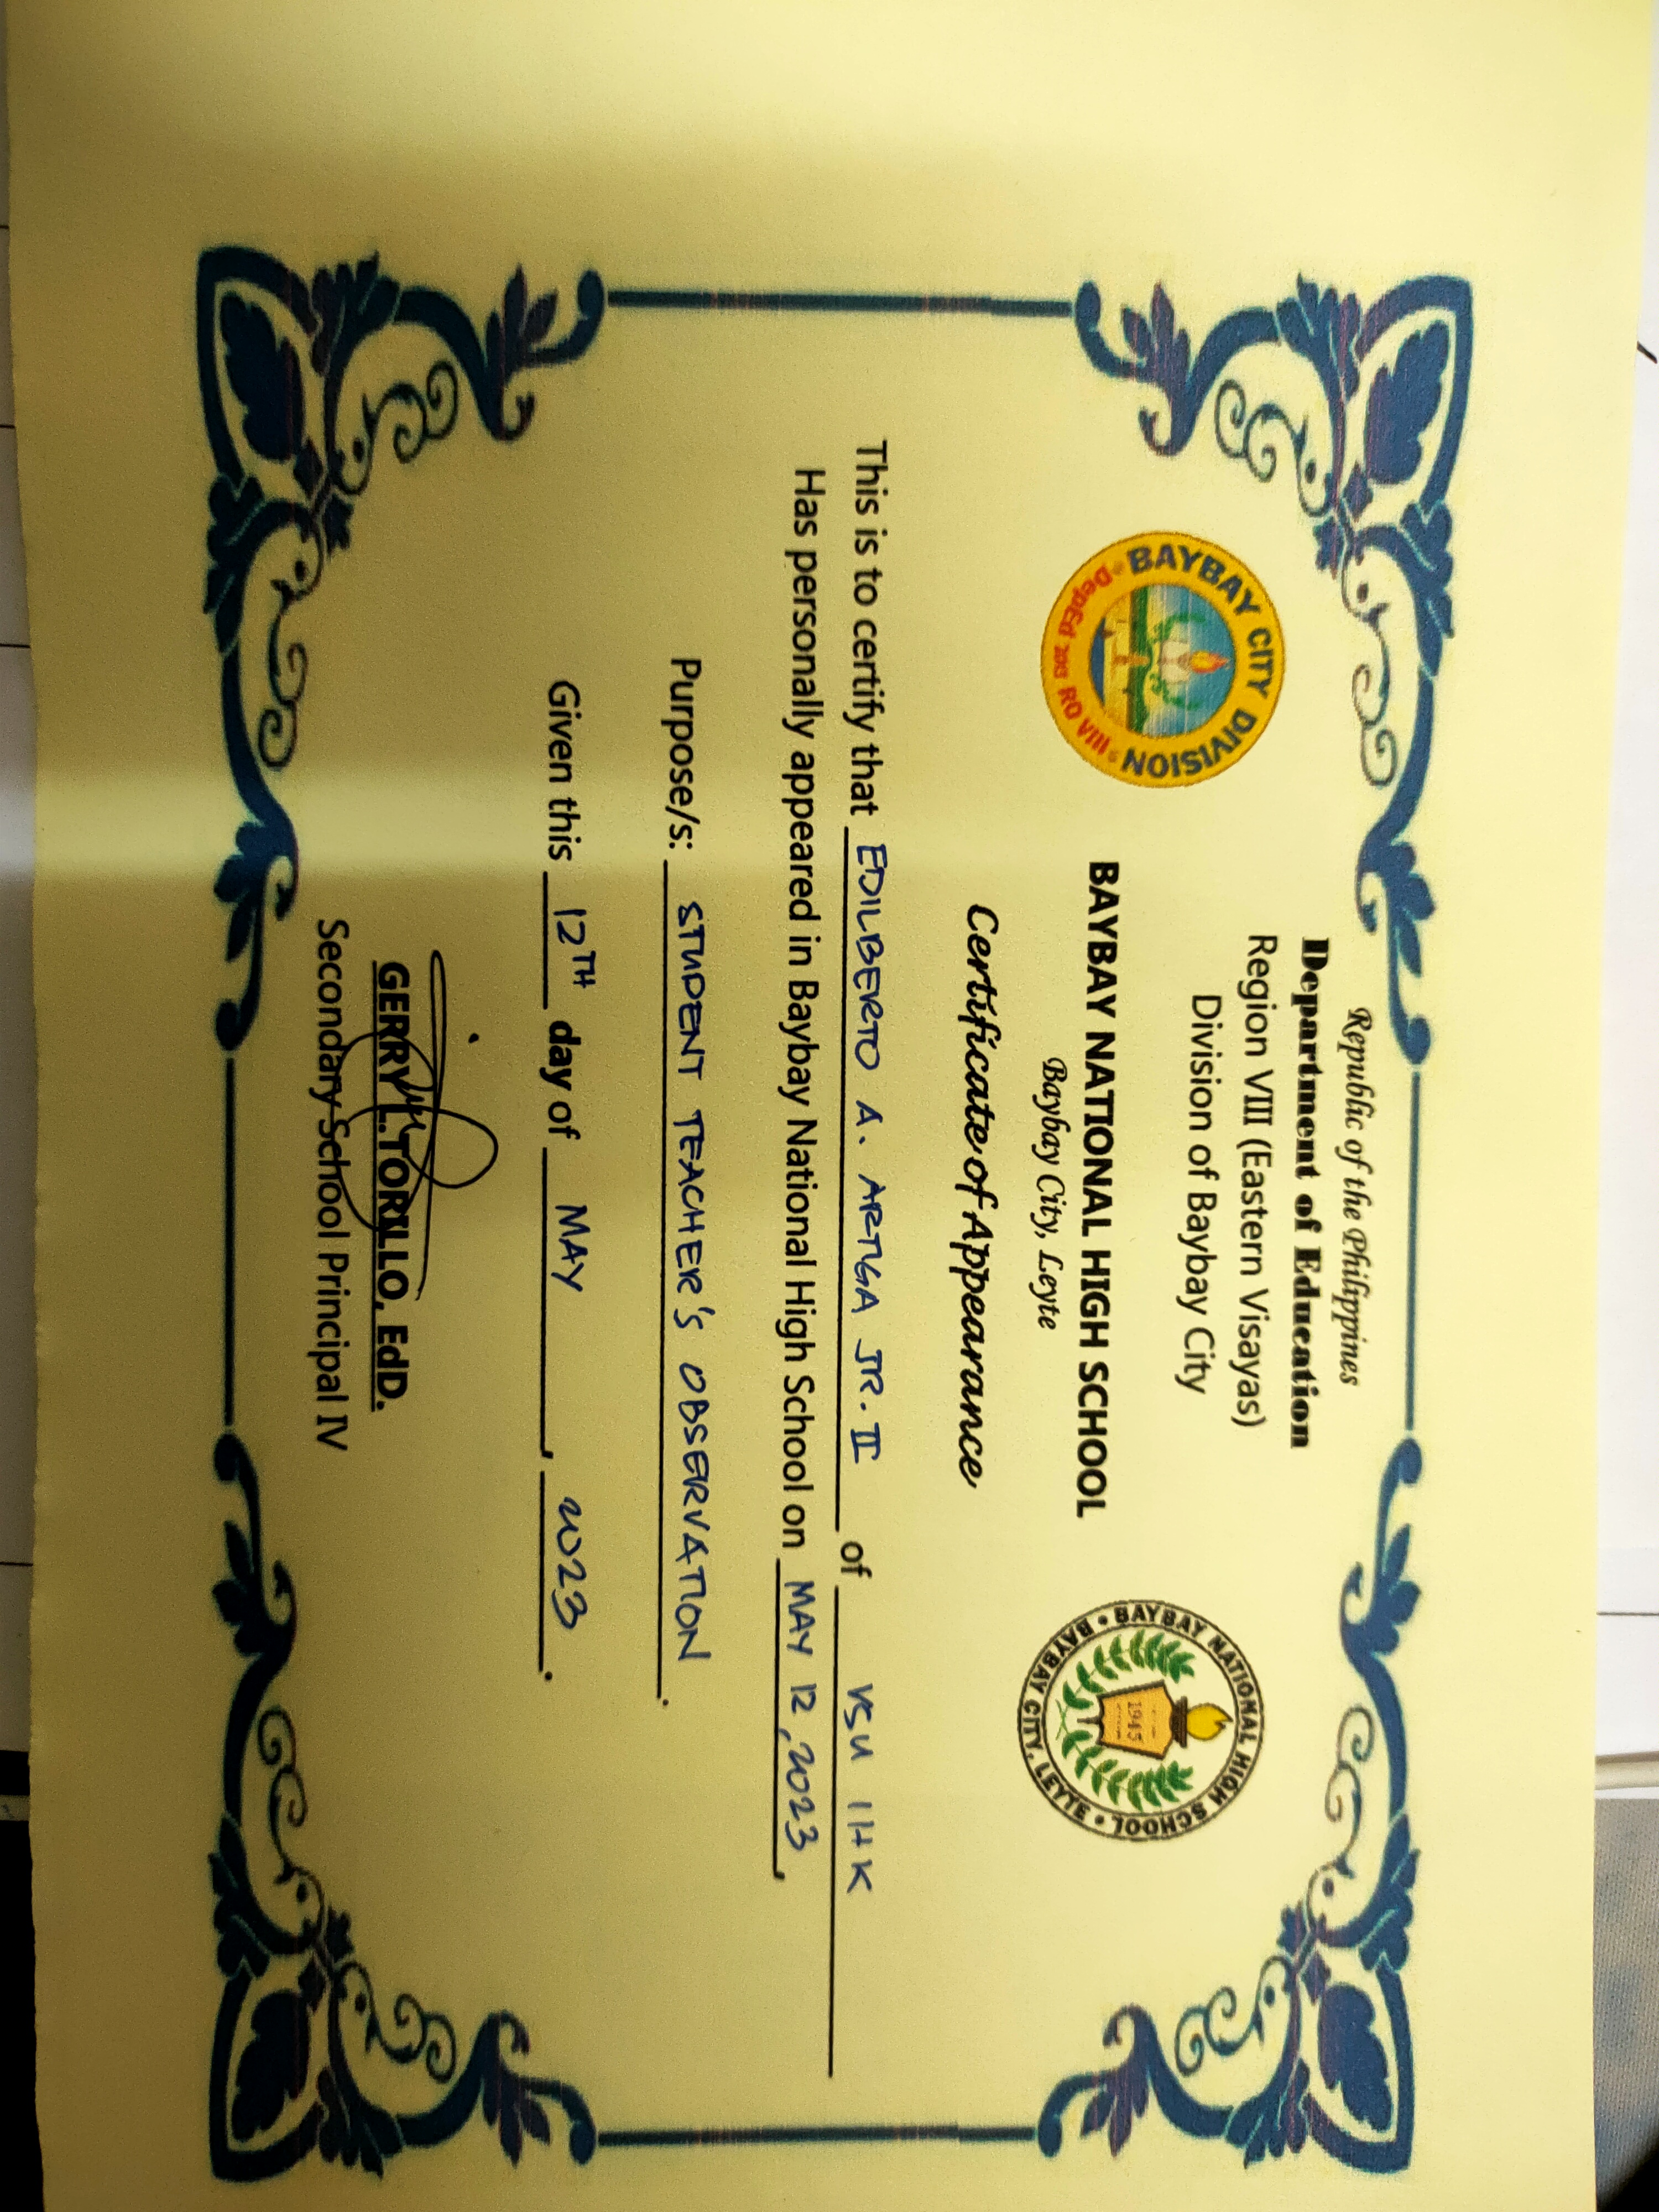 Republic of the Philippines
Department of Education
Region VIII (Eastern Visayas)
Division of Baybay City
BAYBAY CITY DIVISION
DepEd 2013 RO VIII
BAYBAY NATIONAL HIGH SCHOOL
Baybay City, Leyte
BAYBAY NATIONAL HIGH SCHOOL
BAYBAY CITY, LEYTE
1945
Certificate of Appearance
This is to certify that EDILBERTO A. ARTIGA JR. II of VSU IHK
Has personally appeared in Baybay National High School on MAY 12, 2023,
Purpose/s: STUDENT TEACHER'S OBSERVATION.
Given this 12TH day of MAY, 2023.
GERRY L. TORILLO, EdD.
Secondary School Principal IV